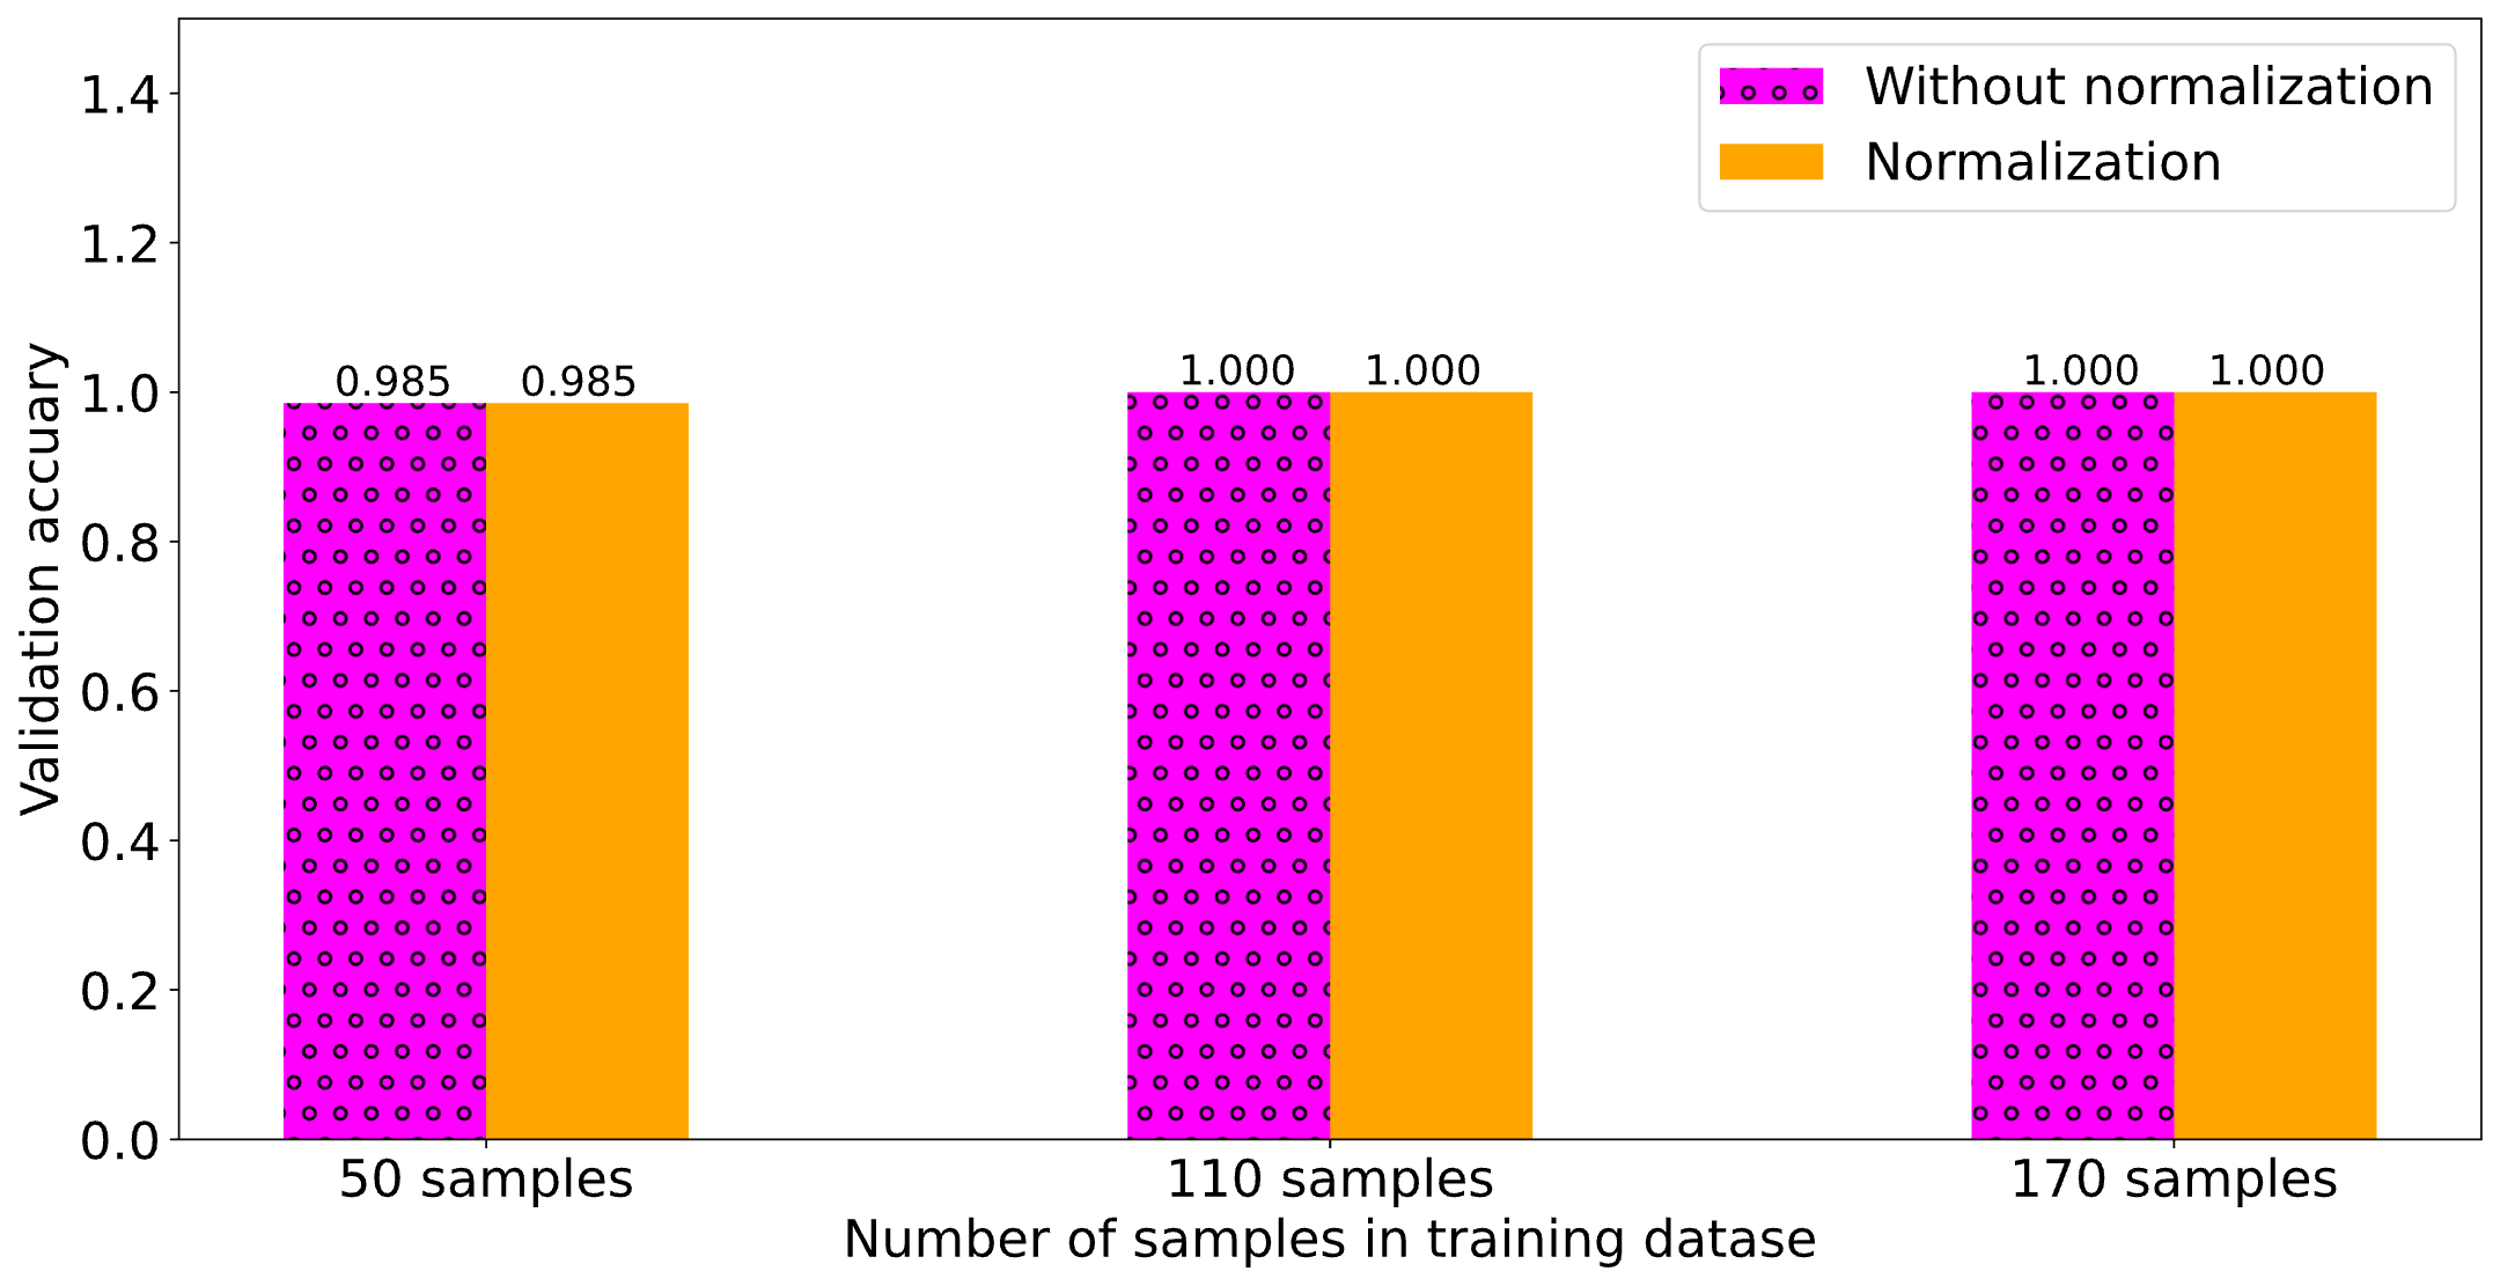 Without normalization
Normalization
1.4
1.2
1.0
0.8
0.6
0.4
0.2
0.0
Validation accuary
0.985 0.985
1.000 1.000
1.000 1.000
50 samples
110 samples
170 samples
Number of samples in training datase